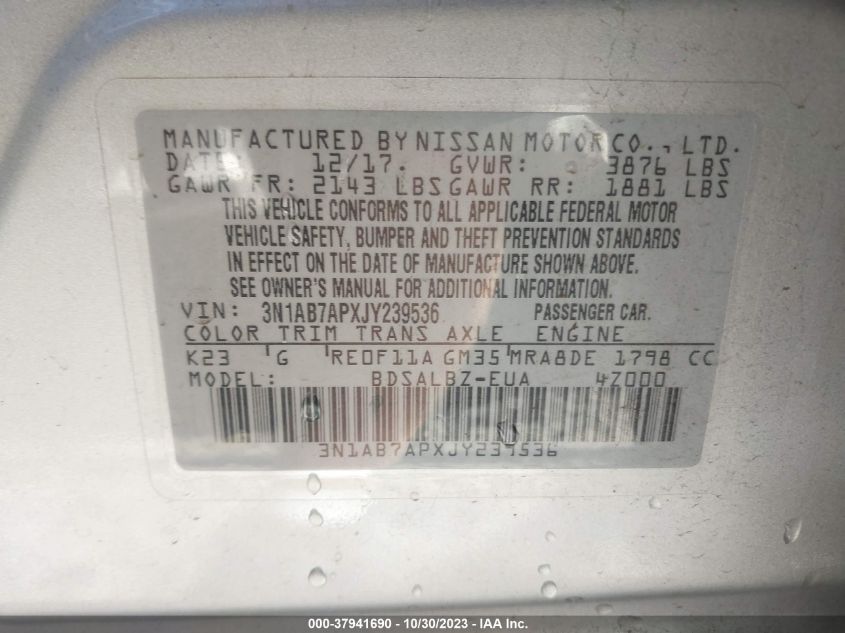 MANUFACTURED BY NISSAN MOTOR CO., LTD.
DATE: 12/17. GVWR: 3876 LBS
GAWR FR: 2143 LBS GAWR RR: 1881 LBS
THIS VEHICLE CONFORMS TO ALL APPLICABLE FEDERAL MOTOR
VEHICLE SAFETY, BUMPER AND THEFT PREVENTION STANDARDS
IN EFFECT ON THE DATE OF MANUFACTURE SHOWN ABOVE.
SEE OWNER'S MANUAL FOR ADDITIONAL INFORMATION.
VIN: 3N1AB7APXJY239536 PASSENGER CAR.
COLOR TRIM TRANS AXLE ENGINE
K23 G RE0F11A GM35 MRA8DE 1798 CC
MODEL: BDSALBZ-EUA 4Z000
3N1AB7APXJY239536
000-37941690 - 10/30/2023 - IAA Inc.